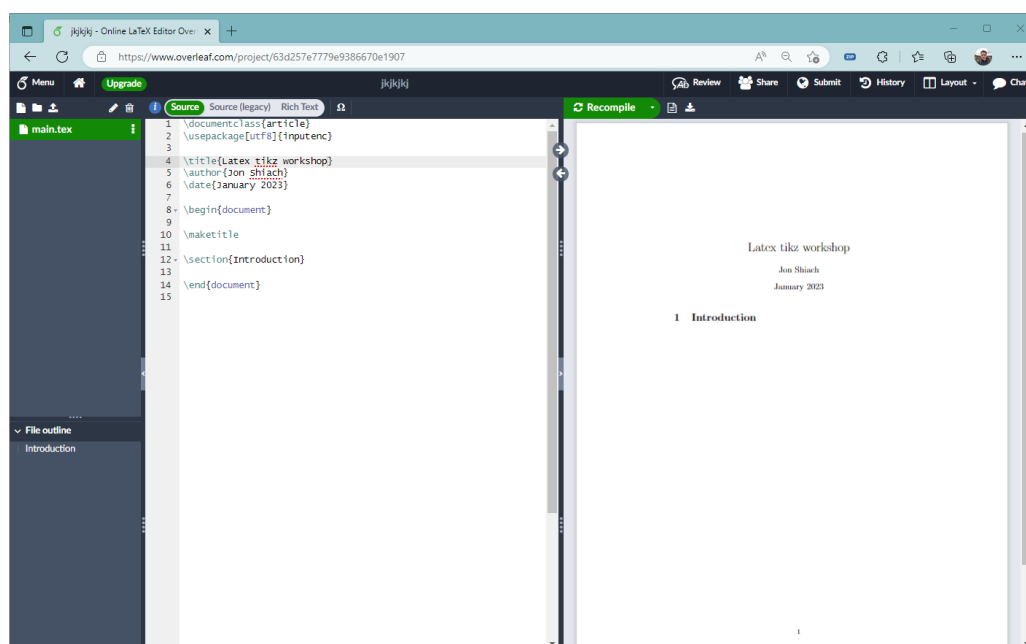 jkjkjkj - Online LaTeX Editor Over
https://www.overleaf.com/project/63d257e7779e9386670e1907
ZIP
Menu Upgrade jkjkjkj Review Share Submit History Layout Cha
Source Source (legacy) Rich Text Ω Recompile
main.tex
1 \documentclass{article}
2 \usepackage[utf8]{inputenc}
3
4 \title{Latex tikz workshop}
5 \author{Jon Shiach}
6 \date{January 2023}
7
8 \begin{document}
9
10 \maketitle
11
12 \section{Introduction}
13
14 \end{document}
15
File outline
Introduction
Latex tikz workshop
Jon Shiach
January 2023
1 Introduction
1